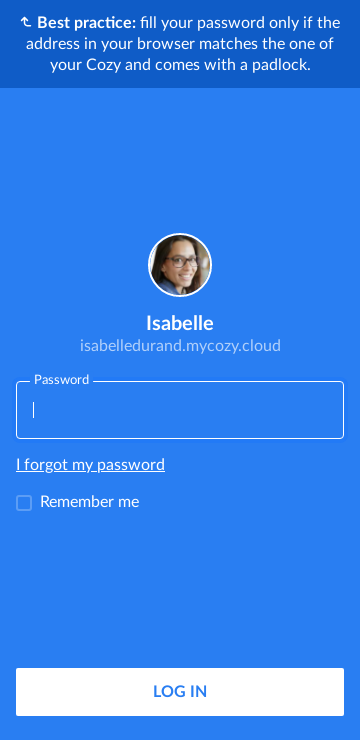 Best practice: fill your password only if the
address in your browser matches the one of
your Cozy and comes with a padlock.
Isabelle
isabelledurand.mycozy.cloud
Password
I forgot my password
Remember me
LOG IN